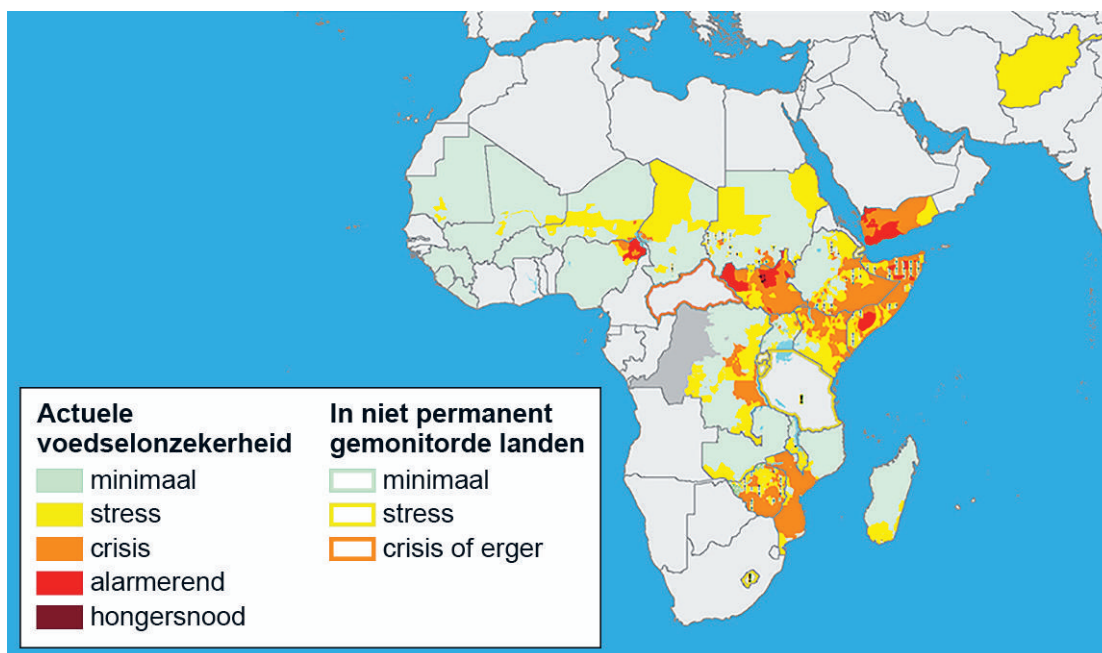 Actuele
voedselonzekerheid
minimaal
stress
crisis
alarmerend
hongersnood
In niet permanent
gemonitorde landen
minimaal
stress
crisis of erger
!
!